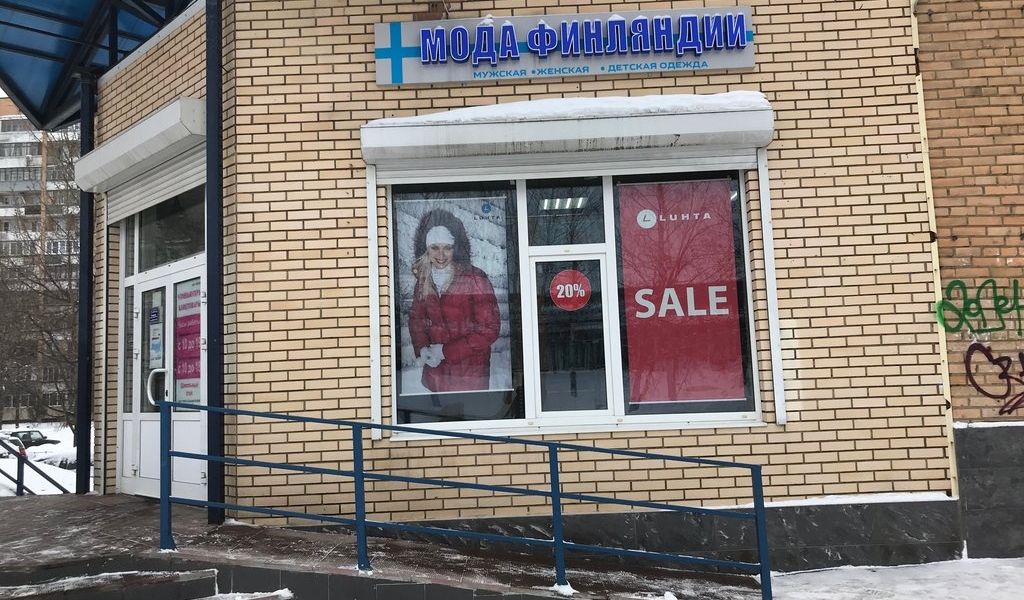 МОДА ФИНЛЯНДИИ
МУЖСКАЯ • ЖЕНСКАЯ • ДЕТСКАЯ ОДЕЖДА
LUHTA
LUHTA
20%
SALE